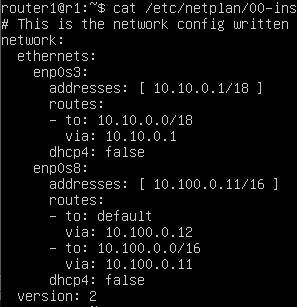 router1@r1:~$ cat /etc/netplan/00-ins
# This is the network config written
network:
  ethernets:
    enp0s3:
      addresses: [ 10.10.0.1/18 ]
      routes:
      - to: 10.10.0.0/18
        via: 10.10.0.1
      dhcp4: false
    enp0s8:
      addresses: [ 10.100.0.11/16 ]
      routes:
      - to: default
        via: 10.100.0.12
      - to: 10.100.0.0/16
        via: 10.100.0.11
      dhcp4: false
  version: 2